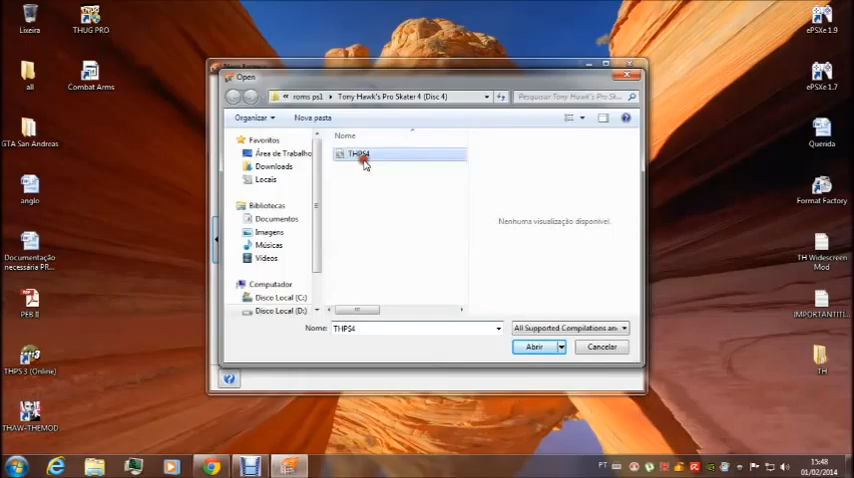 Lixeira
THUG PRO
all
Combat Arms
GTA San Andreas
anglo
Documentação
necessária PR...
PEB II
THPS 3 (Online)
THAW-THEMOD
ePSXe 1.9
ePSXe 1.7
Querida
Format Factory
TH Widescreen
Mod
IMPORTANTÍTI...
TH
Open
« roms ps1 ▸ Tony Hawk's Pro Skater 4 (Disc 4)
Pesquisar Tony Hawk's Pro Sk...
Organizar
Nova pasta
Nome
THPS4
Favoritos
Área de Trabalho
Downloads
Locais
Bibliotecas
Documentos
Imagens
Músicas
Vídeos
Computador
Disco Local (C:)
Disco Local (D:)
Nenhuma visualização disponível.
Nome:
THPS4
All Supported Compilations an
Abrir
Cancelar
PT
15:48
01/02/2014